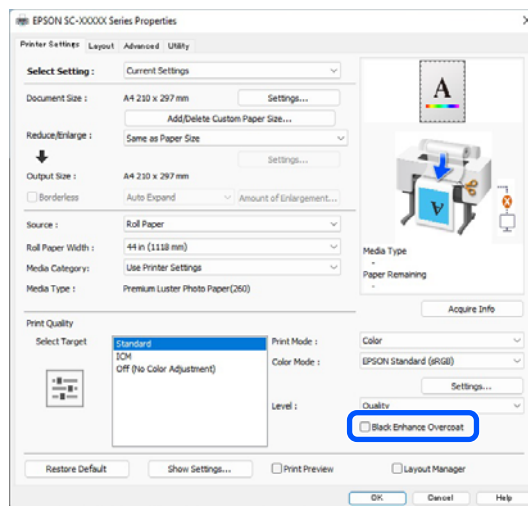 EPSON SC-XXXXX Series Properties
Printer Settings Layout Advanced Utility
Select Setting : Current Settings
Document Size : A4 210 x 297 mm Settings...
Add/Delete Custom Paper Size...
Reduce/Enlarge : Same as Paper Size
Settings...
Output Size : A4 210 x 297 mm
Borderless Auto Expand Amount of Enlargement...
Source : Roll Paper
Roll Paper Width : 44 in (1118 mm)
Media Category: Use Printer Settings
Media Type : Premium Luster Photo Paper(260)
A
A
Media Type
-
Paper Remaining
-
Acquire Info
Print Quality
Select Target
Standard
ICM
Off (No Color Adjustment)
Print Mode : Color
Color Mode : EPSON Standard (sRGB)
Settings...
Level : Quality
Black Enhance Overcoat
Restore Default Show Settings... Print Preview Layout Manager
OK Cancel Help